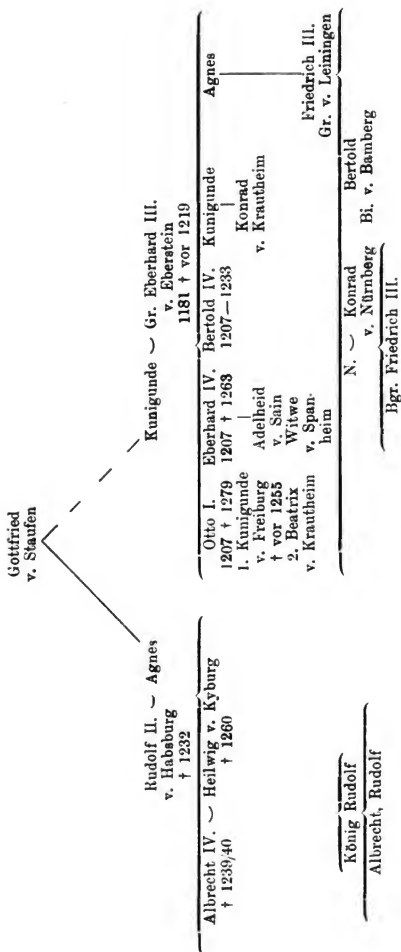 Gottfried
v. Staufen
Rudolf II. ⌣ Agnes
v. Habsburg
† 1232
Kunigunde ⌣ Gr. Eberhard III.
v. Eberstein
1181 † vor 1219
Albrecht IV. ⌣ Heilwig v. Kyburg
† 1239/40
† 1260
Otto I.
1207 † 1279
1. Kunigunde
v. Freiburg
† vor 1255
2. Beatrix
v. Krautheim
Eberhard IV.
1207 † 1263
Adelheid
v. Sain
Witwe
v. Span-
heim
Bertold IV.
1207—1233
Kunigunde
Konrad
v. Krautheim
Agnes
Friedrich III.
Gr. v. Leiningen
König Rudolf
Albrecht, Rudolf
N. ⌣ Konrad
v. Nürnberg
Bertold
Bi. v. Bamberg
Bgr. Friedrich III.